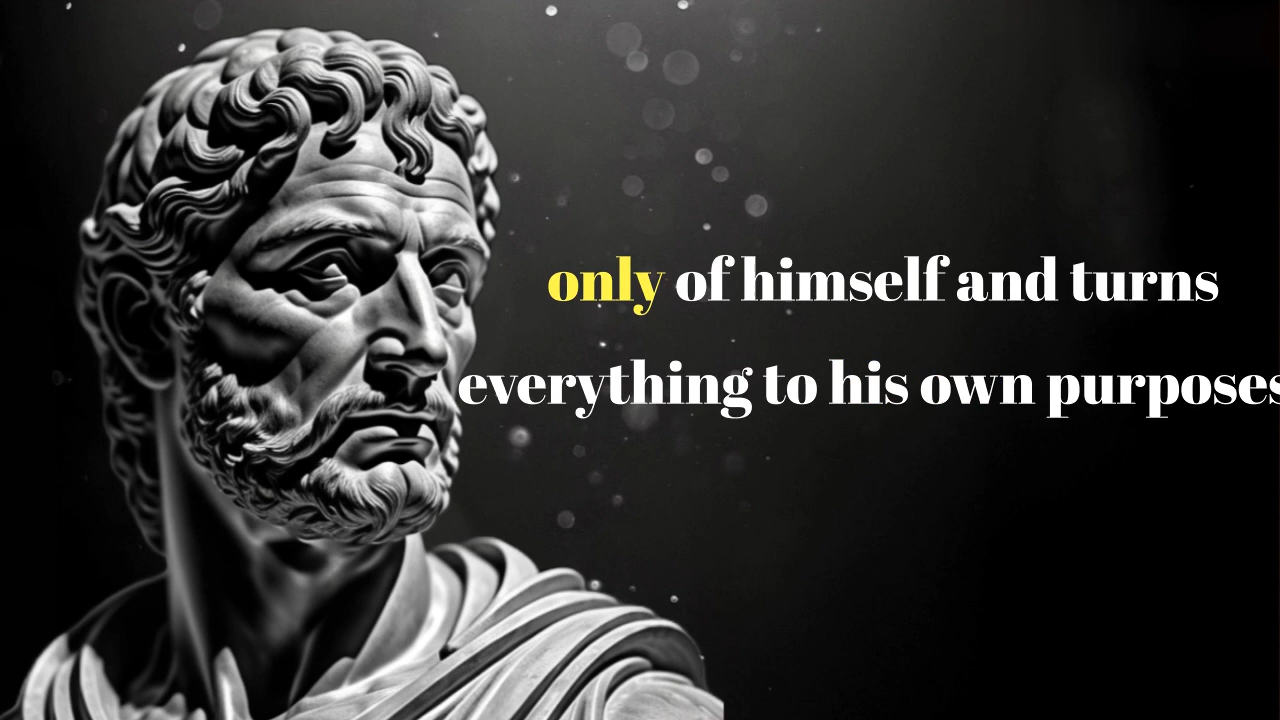 only of himself and turns
everything to his own purposes